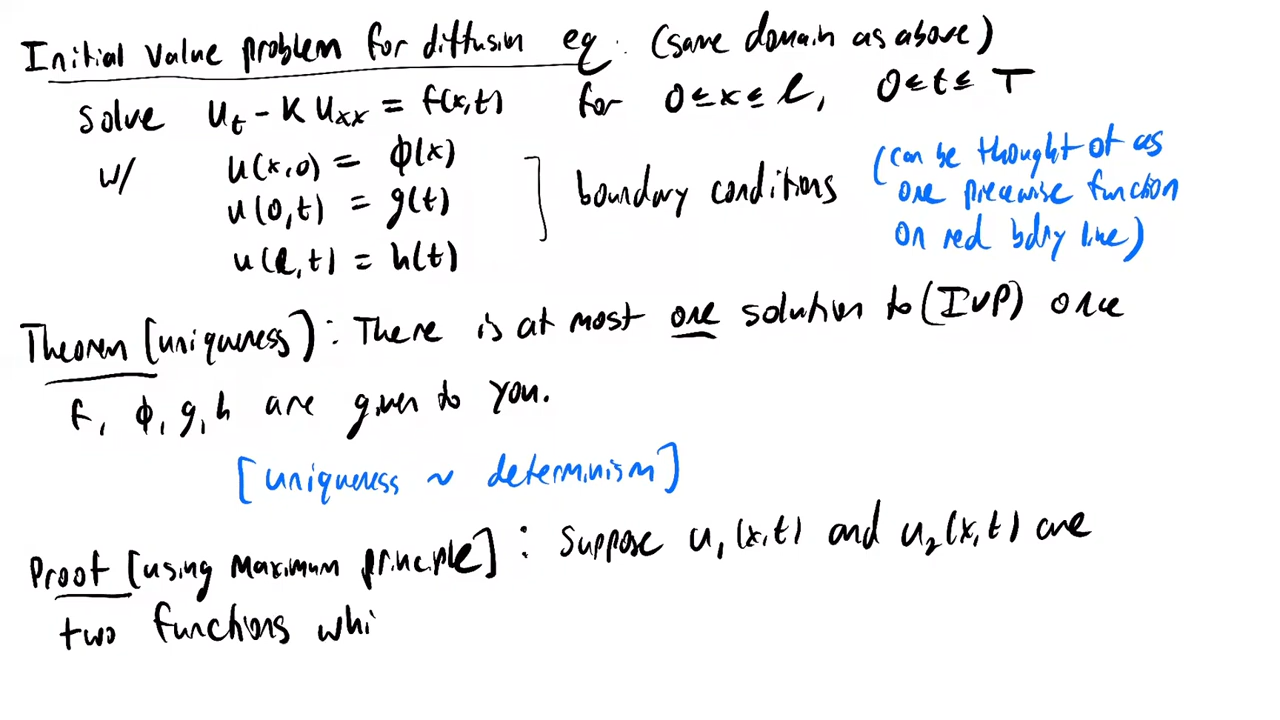 Initial value problem for diffusion eq. (same domain as above)
solve u_t - k u_xx = f(x,t) for 0 ≤ x ≤ l, 0 ≤ t ≤ T
w/ u(x,0) = ϕ(x)
u(0,t) = g(t)
u(l,t) = h(t)
boundary conditions
(can be thought of as
one piecewise function
on red bdry line)
Theorem [uniqueness]: There is at most one solution to (IVP) once
f, ϕ, g, h are given to you.
[uniqueness ~ determinism]
Proof [using maximum principle]: Suppose u₁(x,t) and u₂(x,t) are
two functions whi